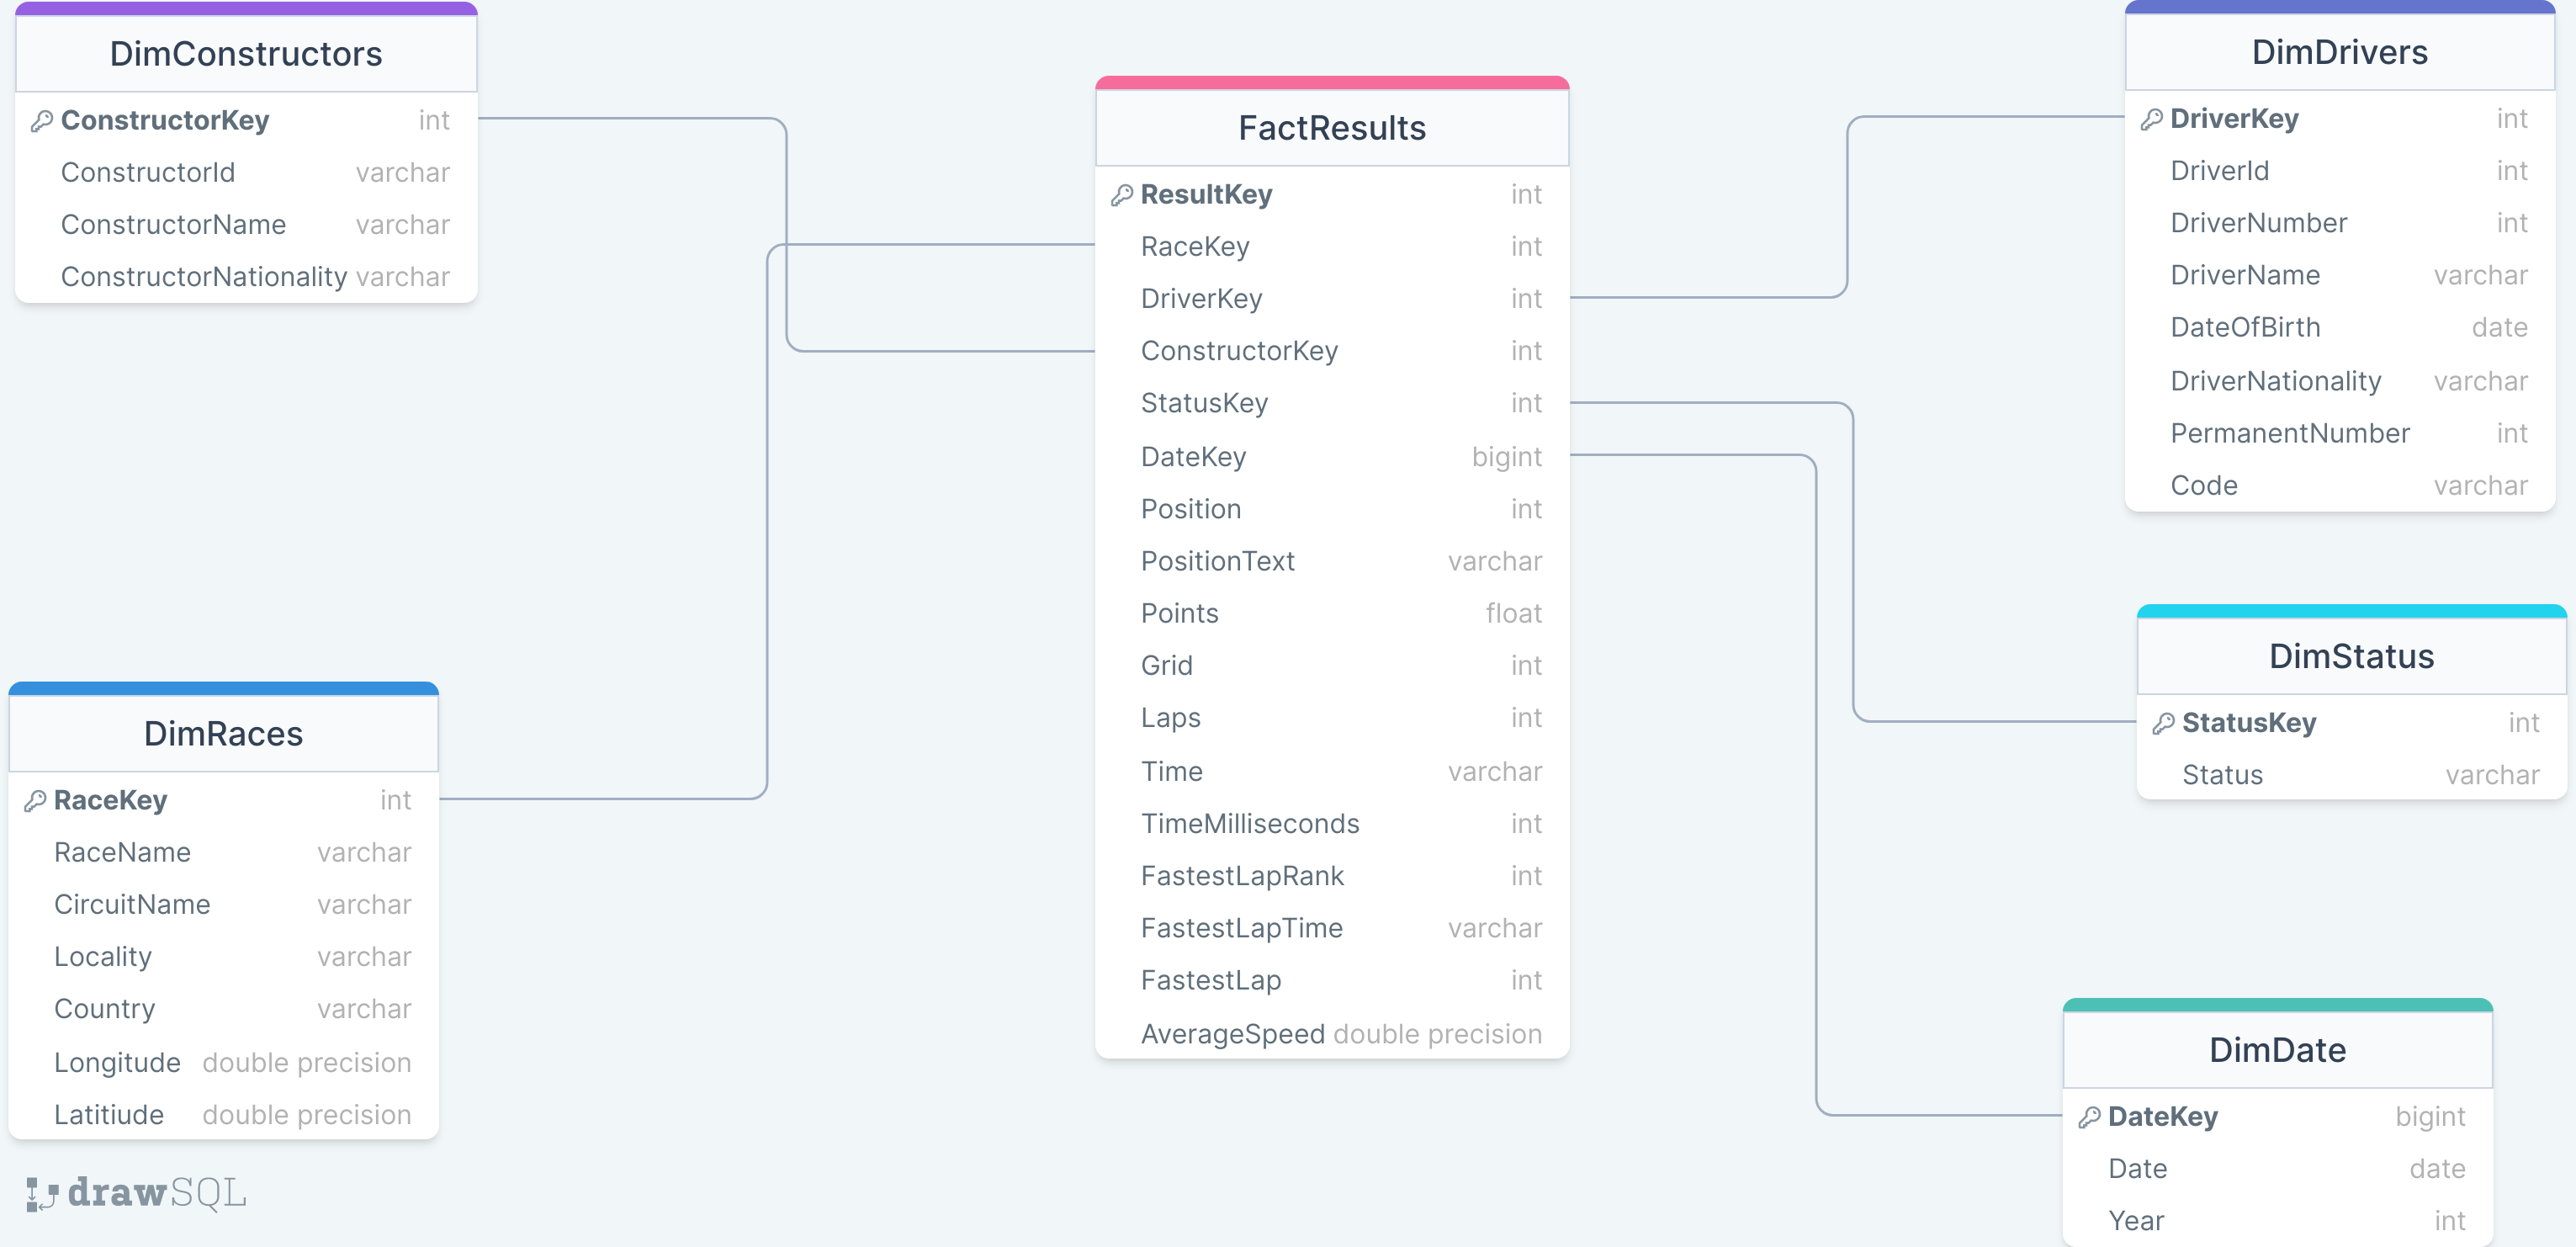 DimConstructors
ConstructorKey int
ConstructorId varchar
ConstructorName varchar
ConstructorNationality varchar
DimRaces
RaceKey int
RaceName varchar
CircuitName varchar
Locality varchar
Country varchar
Longitude double precision
Latitiude double precision
FactResults
ResultKey int
RaceKey int
DriverKey int
ConstructorKey int
StatusKey int
DateKey bigint
Position int
PositionText varchar
Points float
Grid int
Laps int
Time varchar
TimeMilliseconds int
FastestLapRank int
FastestLapTime varchar
FastestLap int
AverageSpeed double precision
DimDrivers
DriverKey int
DriverId int
DriverNumber int
DriverName varchar
DateOfBirth date
DriverNationality varchar
PermanentNumber int
Code varchar
DimStatus
StatusKey int
Status varchar
DimDate
DateKey bigint
Date date
Year int
drawSQL